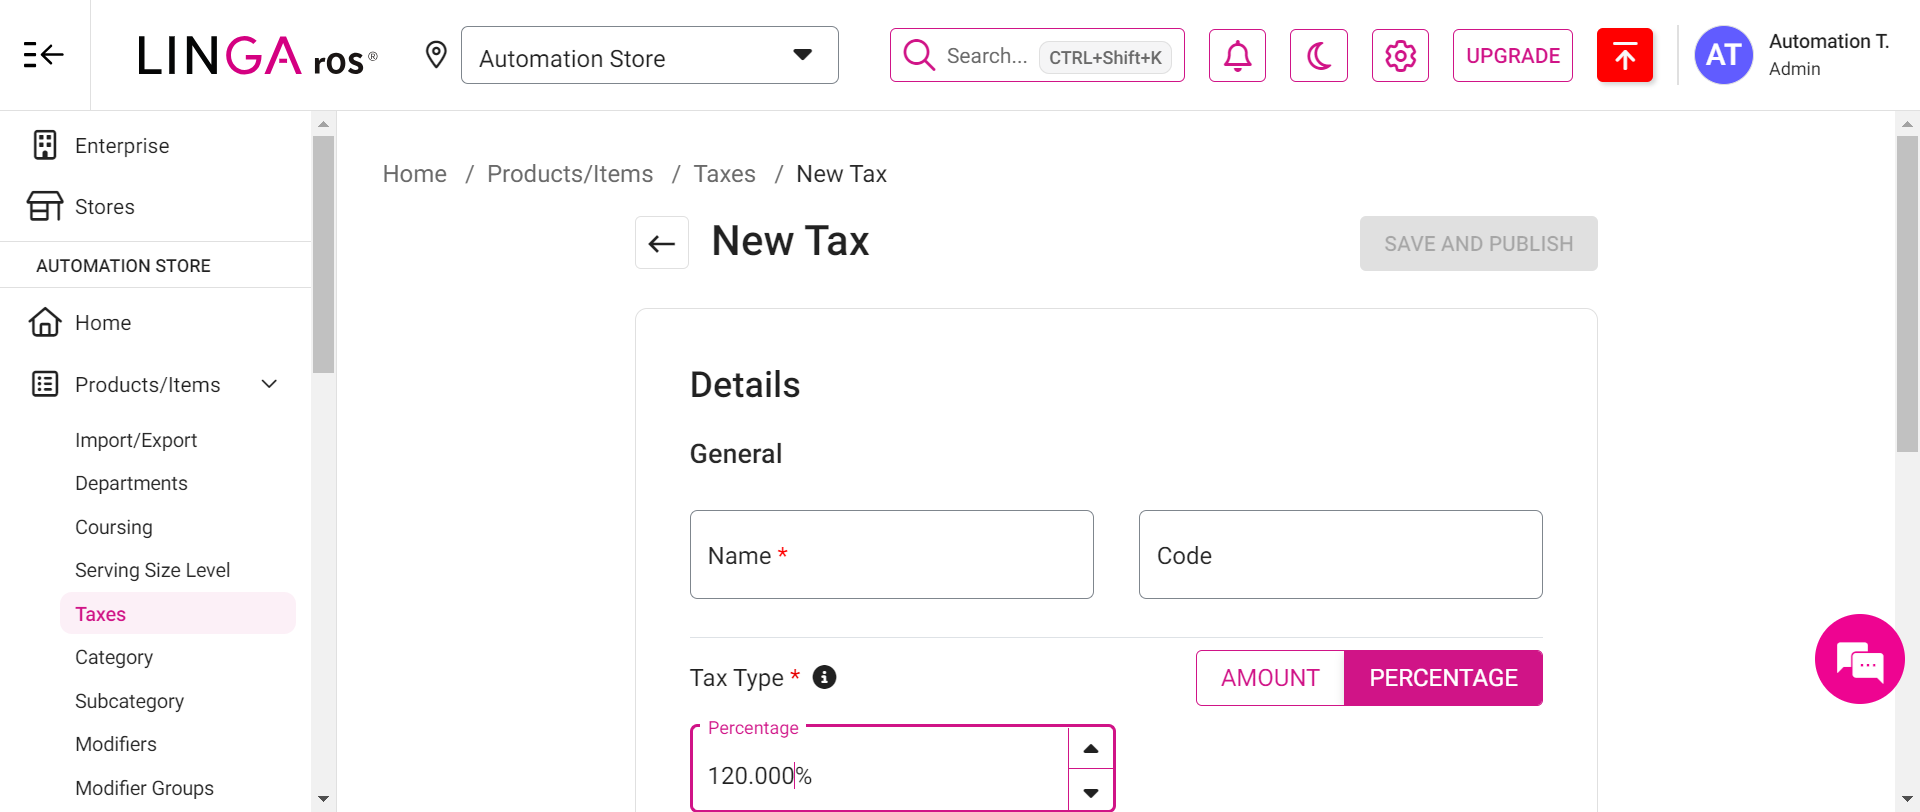 LINGA ros®
Automation Store
Search... CTRL+Shift+K
UPGRADE
AT
Automation T.
Admin
Enterprise
Stores
AUTOMATION STORE
Home
Products/Items
Import/Export
Departments
Coursing
Serving Size Level
Taxes
Category
Subcategory
Modifiers
Modifier Groups
Home / Products/Items / Taxes / New Tax
New Tax
SAVE AND PUBLISH
Details
General
Name *
Code
Tax Type *
AMOUNT
PERCENTAGE
Percentage
120.000%